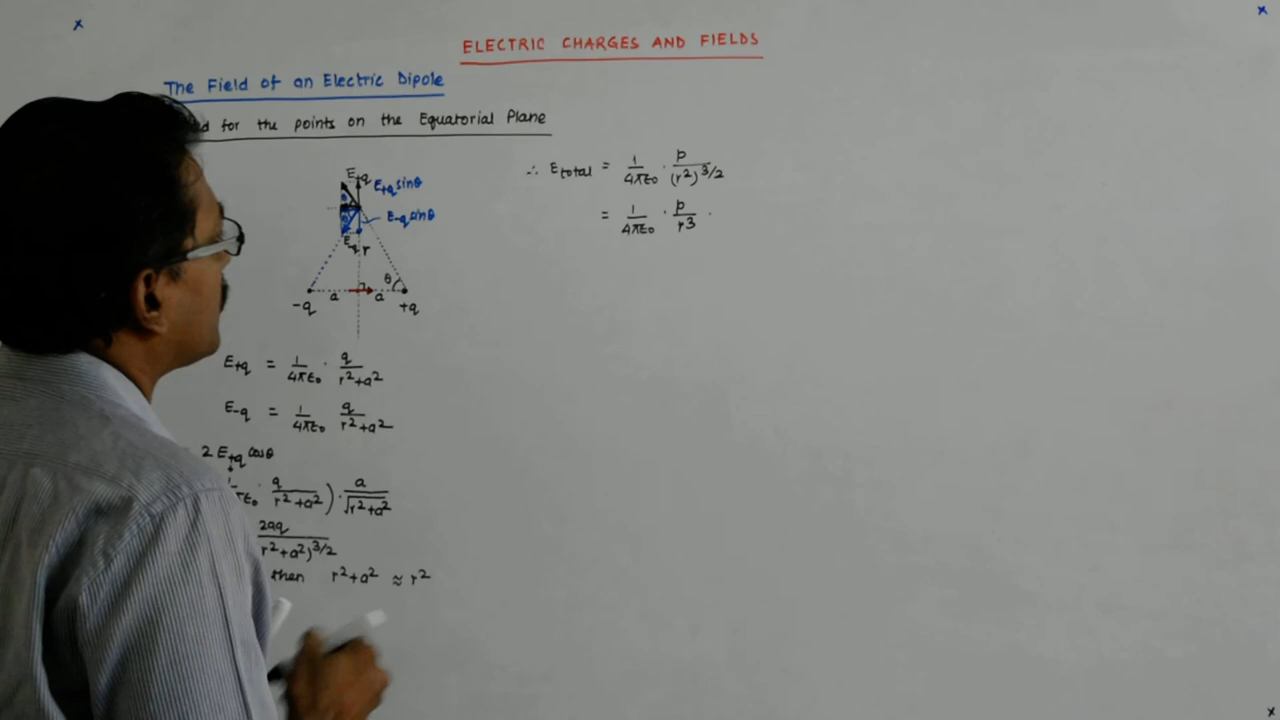 ELECTRIC CHARGES AND FIELDS
The Field of an Electric Dipole
for the points on the Equatorial Plane
E+q
E+q sinθ
E-q sinθ
E-q
r
θ
θ
θ
a
a
-q
+q
E+q = 1/4πε0 · q/r²+a²
E-q = 1/4πε0 q/r²+a²
2 E+q cosθ
πε0 · q/r²+a² ) · a/√r²+a²
2aq/r²+a²)^3/2
then r²+a² ≈ r²
∴ Etotal = 1/4πε0 · p/(r²)^3/2
= 1/4πε0 · p/r³ ·